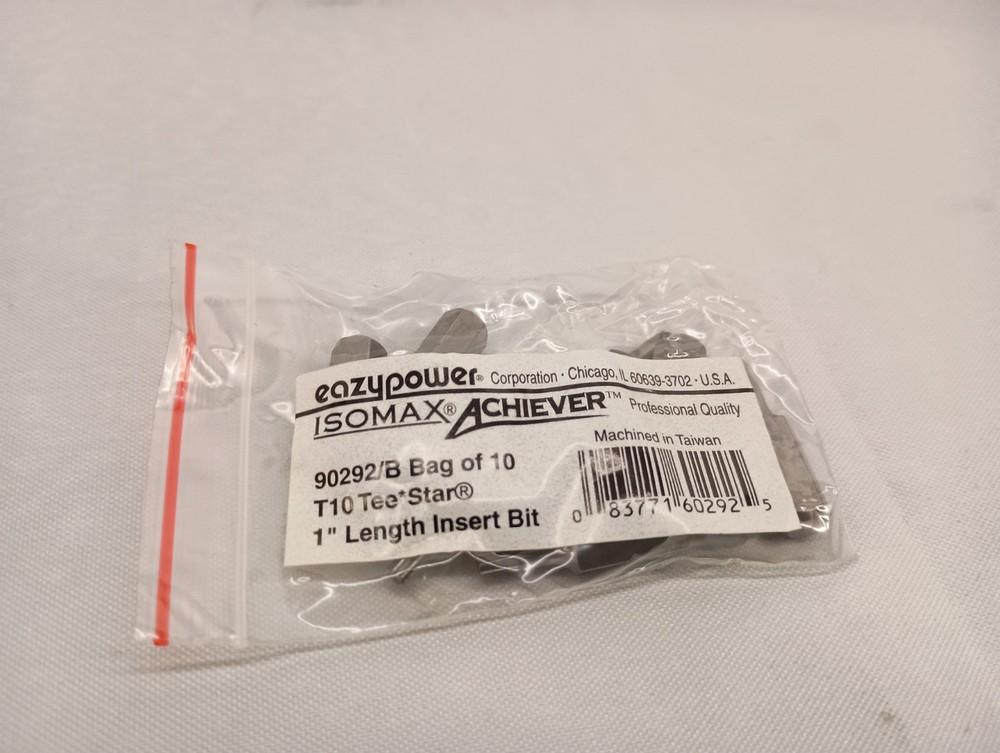 eazypower® Corporation · Chicago, IL 60639-3702 · U.S.A.
ISOMAX® ACHIEVER™ Professional Quality
Machined in Taiwan
90292/B Bag of 10
T10 Tee*Star®
1" Length Insert Bit
0 83771 60292 5